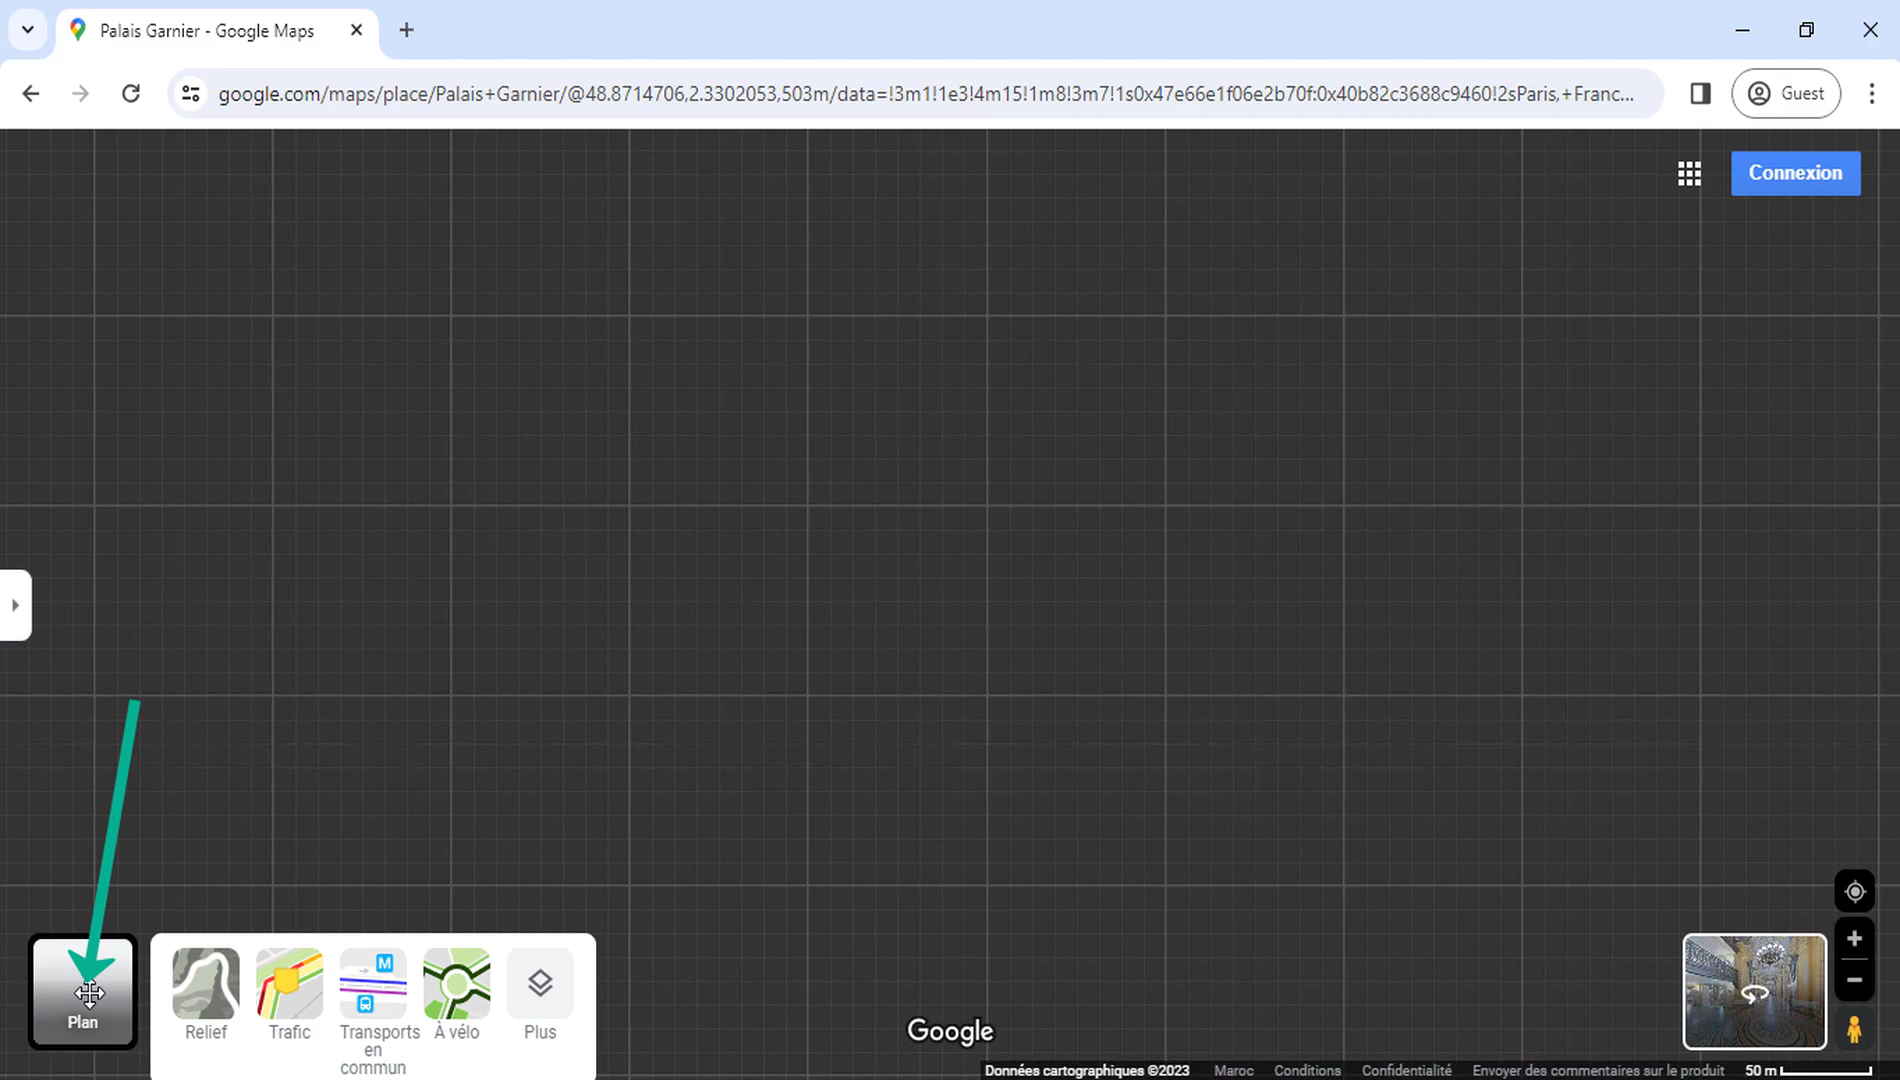 Palais Garnier - Google Maps
google.com/maps/place/Palais+Garnier/@48.8714706,2.3302053,503m/data=!3m1!1e3!4m15!1m8!3m7!1s0x47e66e1f06e2b70f:0x40b82c3688c9460!2sParis,+Franc...
Guest
Connexion
Plan
Relief
Trafic
M
Transports
en
commun
À vélo
Plus
Google
Données cartographiques ©2023 Maroc Conditions Confidentialité Envoyer des commentaires sur le produit 50 m